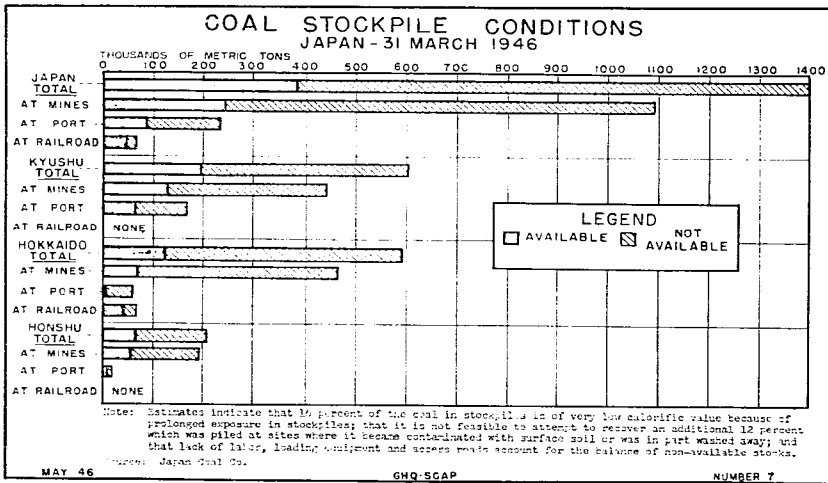 COAL STOCKPILE CONDITIONS
JAPAN - 31 MARCH 1946
THOUSANDS OF METRIC TONS
0 100 200 300 400 500 600 700 800 900 1000 1100 1200 1300 1400
JAPAN
TOTAL
AT MINES
AT PORT
AT RAILROAD
KYUSHU
TOTAL
AT MINES
AT PORT
AT RAILROAD NONE
HOKKAIDO
TOTAL
AT MINES
AT PORT
AT RAILROAD
HONSHU
TOTAL
AT MINES
AT PORT
AT RAILROAD NONE
LEGEND
AVAILABLE NOT
AVAILABLE
Note: Estimates indicate that percent of the coal in stockpiles is of very low calorific value because of
prolonged exposure in stockpiles; that it is not feasible to attempt to recover an additional 12 percent
which was piled at sites where it became contaminated with surface soil or was in part washed away; and
that lack of labor, loading equipment and access roads account for the balance of non-available stocks.
Source: Japan Coal Co.
MAY 46 GHQ-SCAP NUMBER 7